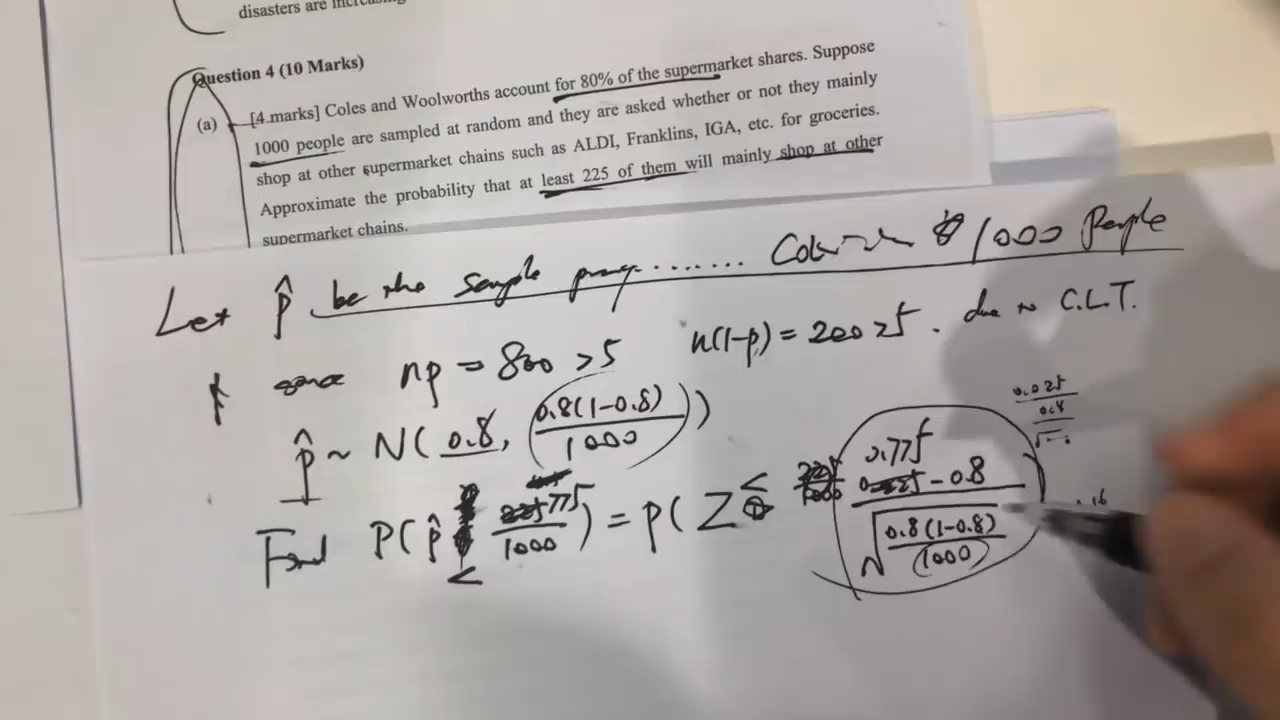 disasters are increasing
Question 4 (10 Marks)
(a) [4 marks] Coles and Woolworths account for 80% of the supermarket shares. Suppose
1000 people are sampled at random and they are asked whether or not they mainly
shop at other supermarket chains such as ALDI, Franklins, IGA, etc. for groceries.
Approximate the probability that at least 225 of them will mainly shop at other
supermarket chains.
Let p̂ be the sample ........ 1000 People
since np = 800 > 5 n(1-p) = 200 > 5. due to C.L.T.
p̂ ~ N(0.8, 0.8(1-0.8)/1000)
0.025
0.8
Find P(p̂ < 775/1000) = P(Z < (0.775 - 0.8)/√(0.8(1-0.8)/(1000))
.16